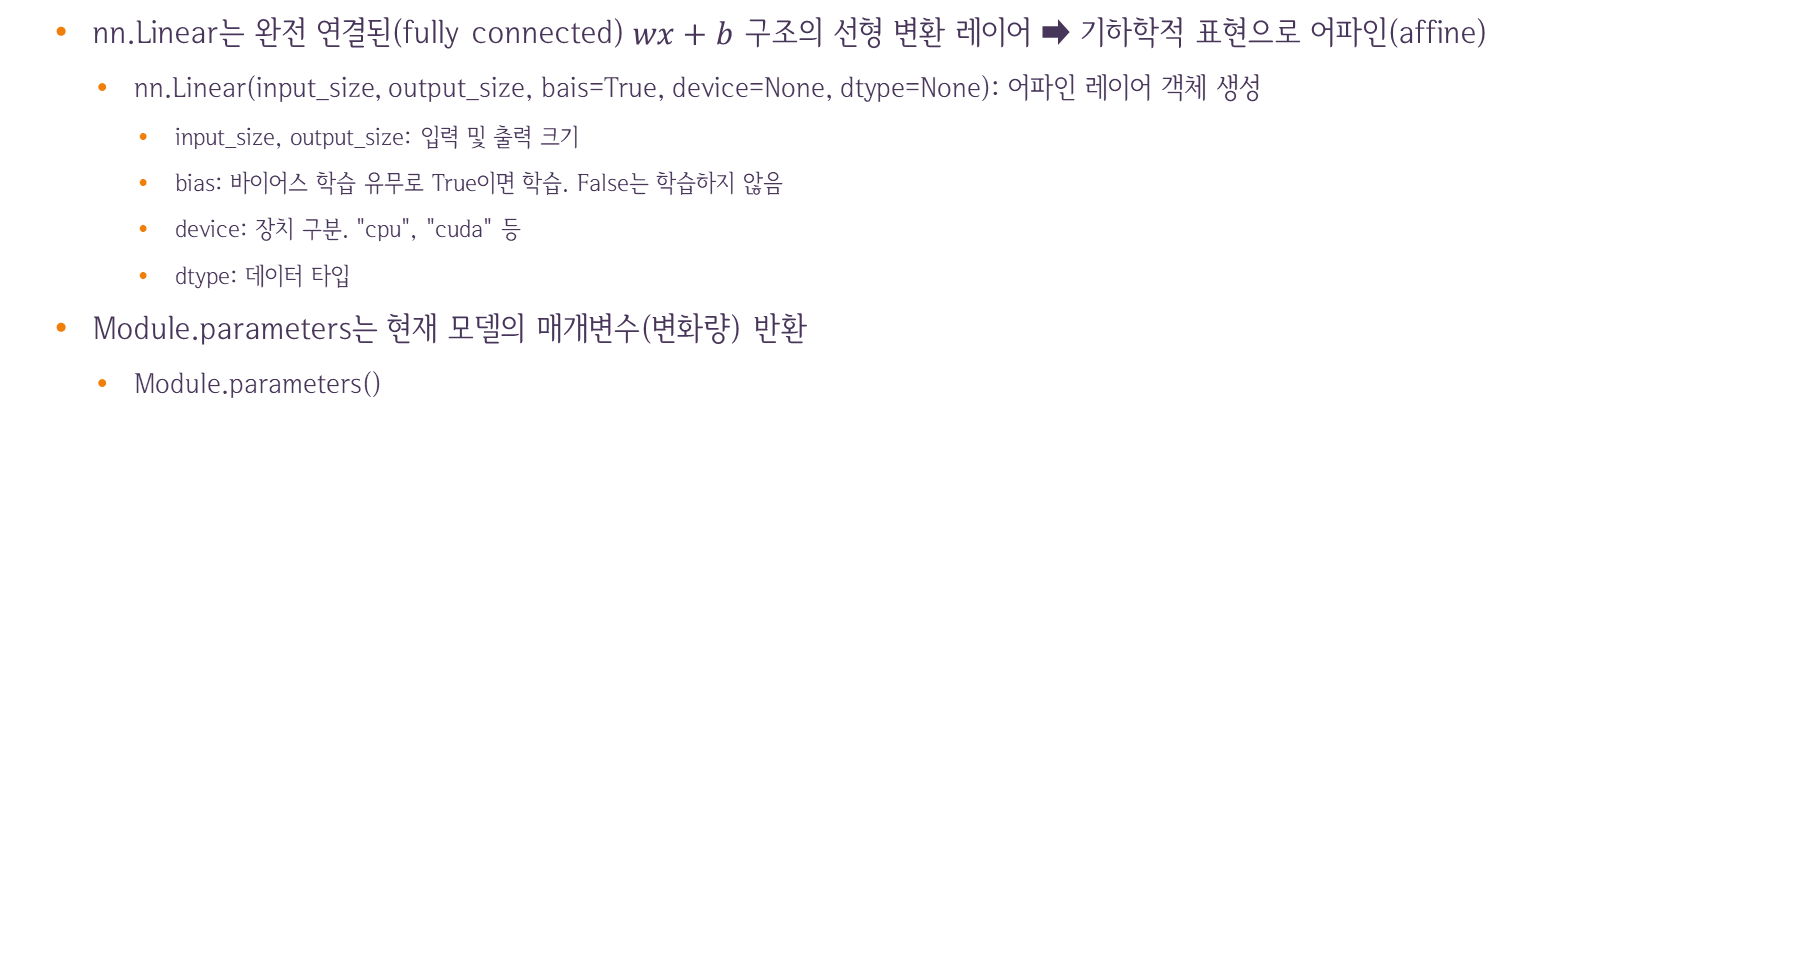 • nn.Linear는 완전 연결된(fully connected) wx + b 구조의 선형 변환 레이어 ➡ 기하학적 표현으로 어파인(affine)
• nn.Linear(input_size, output_size, bais=True, device=None, dtype=None): 어파인 레이어 객체 생성
• input_size, output_size: 입력 및 출력 크기
• bias: 바이어스 학습 유무로 True이면 학습. False는 학습하지 않음
• device: 장치 구분. "cpu", "cuda" 등
• dtype: 데이터 타입
• Module.parameters는 현재 모델의 매개변수(변화량) 반환
• Module.parameters()